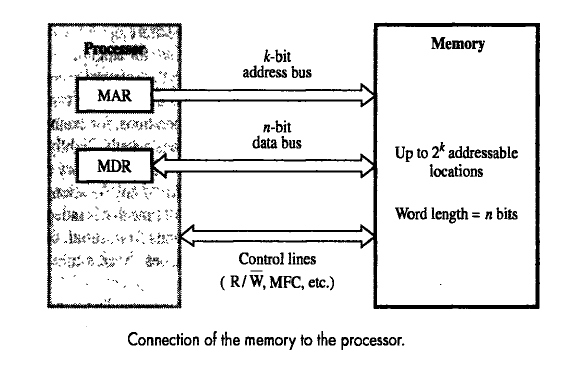 Processor
Memory
k-bit
address bus
MAR
n-bit
data bus
MDR
Up to 2^k addressable
locations
Word length = n bits
Control lines
( R/W̅, MFC, etc.)
Connection of the memory to the processor.